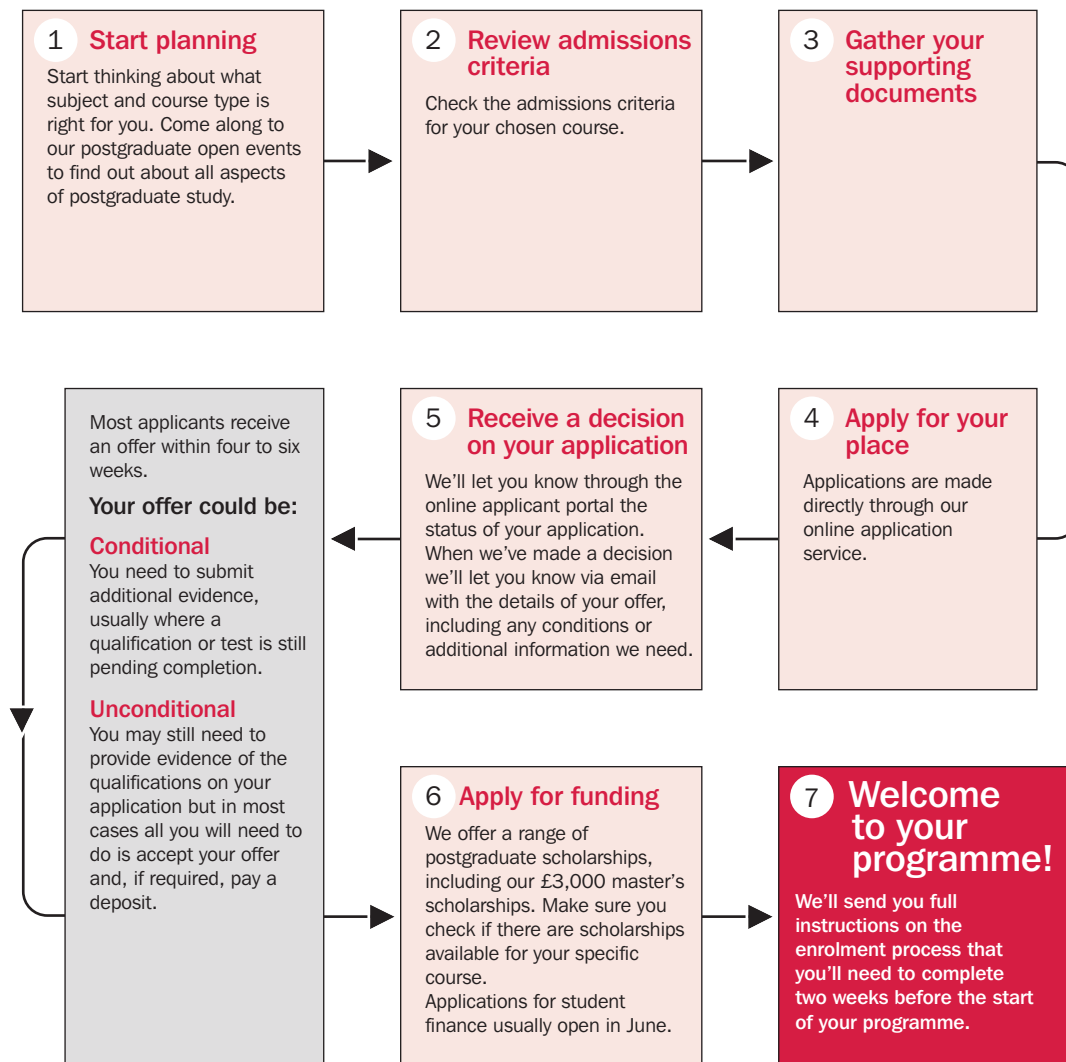 1 Start planning
Start thinking about what
subject and course type is
right for you. Come along to
our postgraduate open events
to find out about all aspects
of postgraduate study.
2 Review admissions
criteria
Check the admissions criteria
for your chosen course.
3 Gather your
supporting
documents
4 Apply for your
place
Applications are made
directly through our
online application
service.
5 Receive a decision
on your application
We’ll let you know through the
online applicant portal the
status of your application.
When we’ve made a decision
we’ll let you know via email
with the details of your offer,
including any conditions or
additional information we need.
Most applicants receive
an offer within four to six
weeks.
Your offer could be:
Conditional
You need to submit
additional evidence,
usually where a
qualification or test is still
pending completion.
Unconditional
You may still need to
provide evidence of the
qualifications on your
application but in most
cases all you will need to
do is accept your offer
and, if required, pay a
deposit.
6 Apply for funding
We offer a range of
postgraduate scholarships,
including our £3,000 master’s
scholarships. Make sure you
check if there are scholarships
available for your specific
course.
Applications for student
finance usually open in June.
7 Welcome
to your
programme!
We’ll send you full
instructions on the
enrolment process that
you’ll need to complete
two weeks before the start
of your programme.